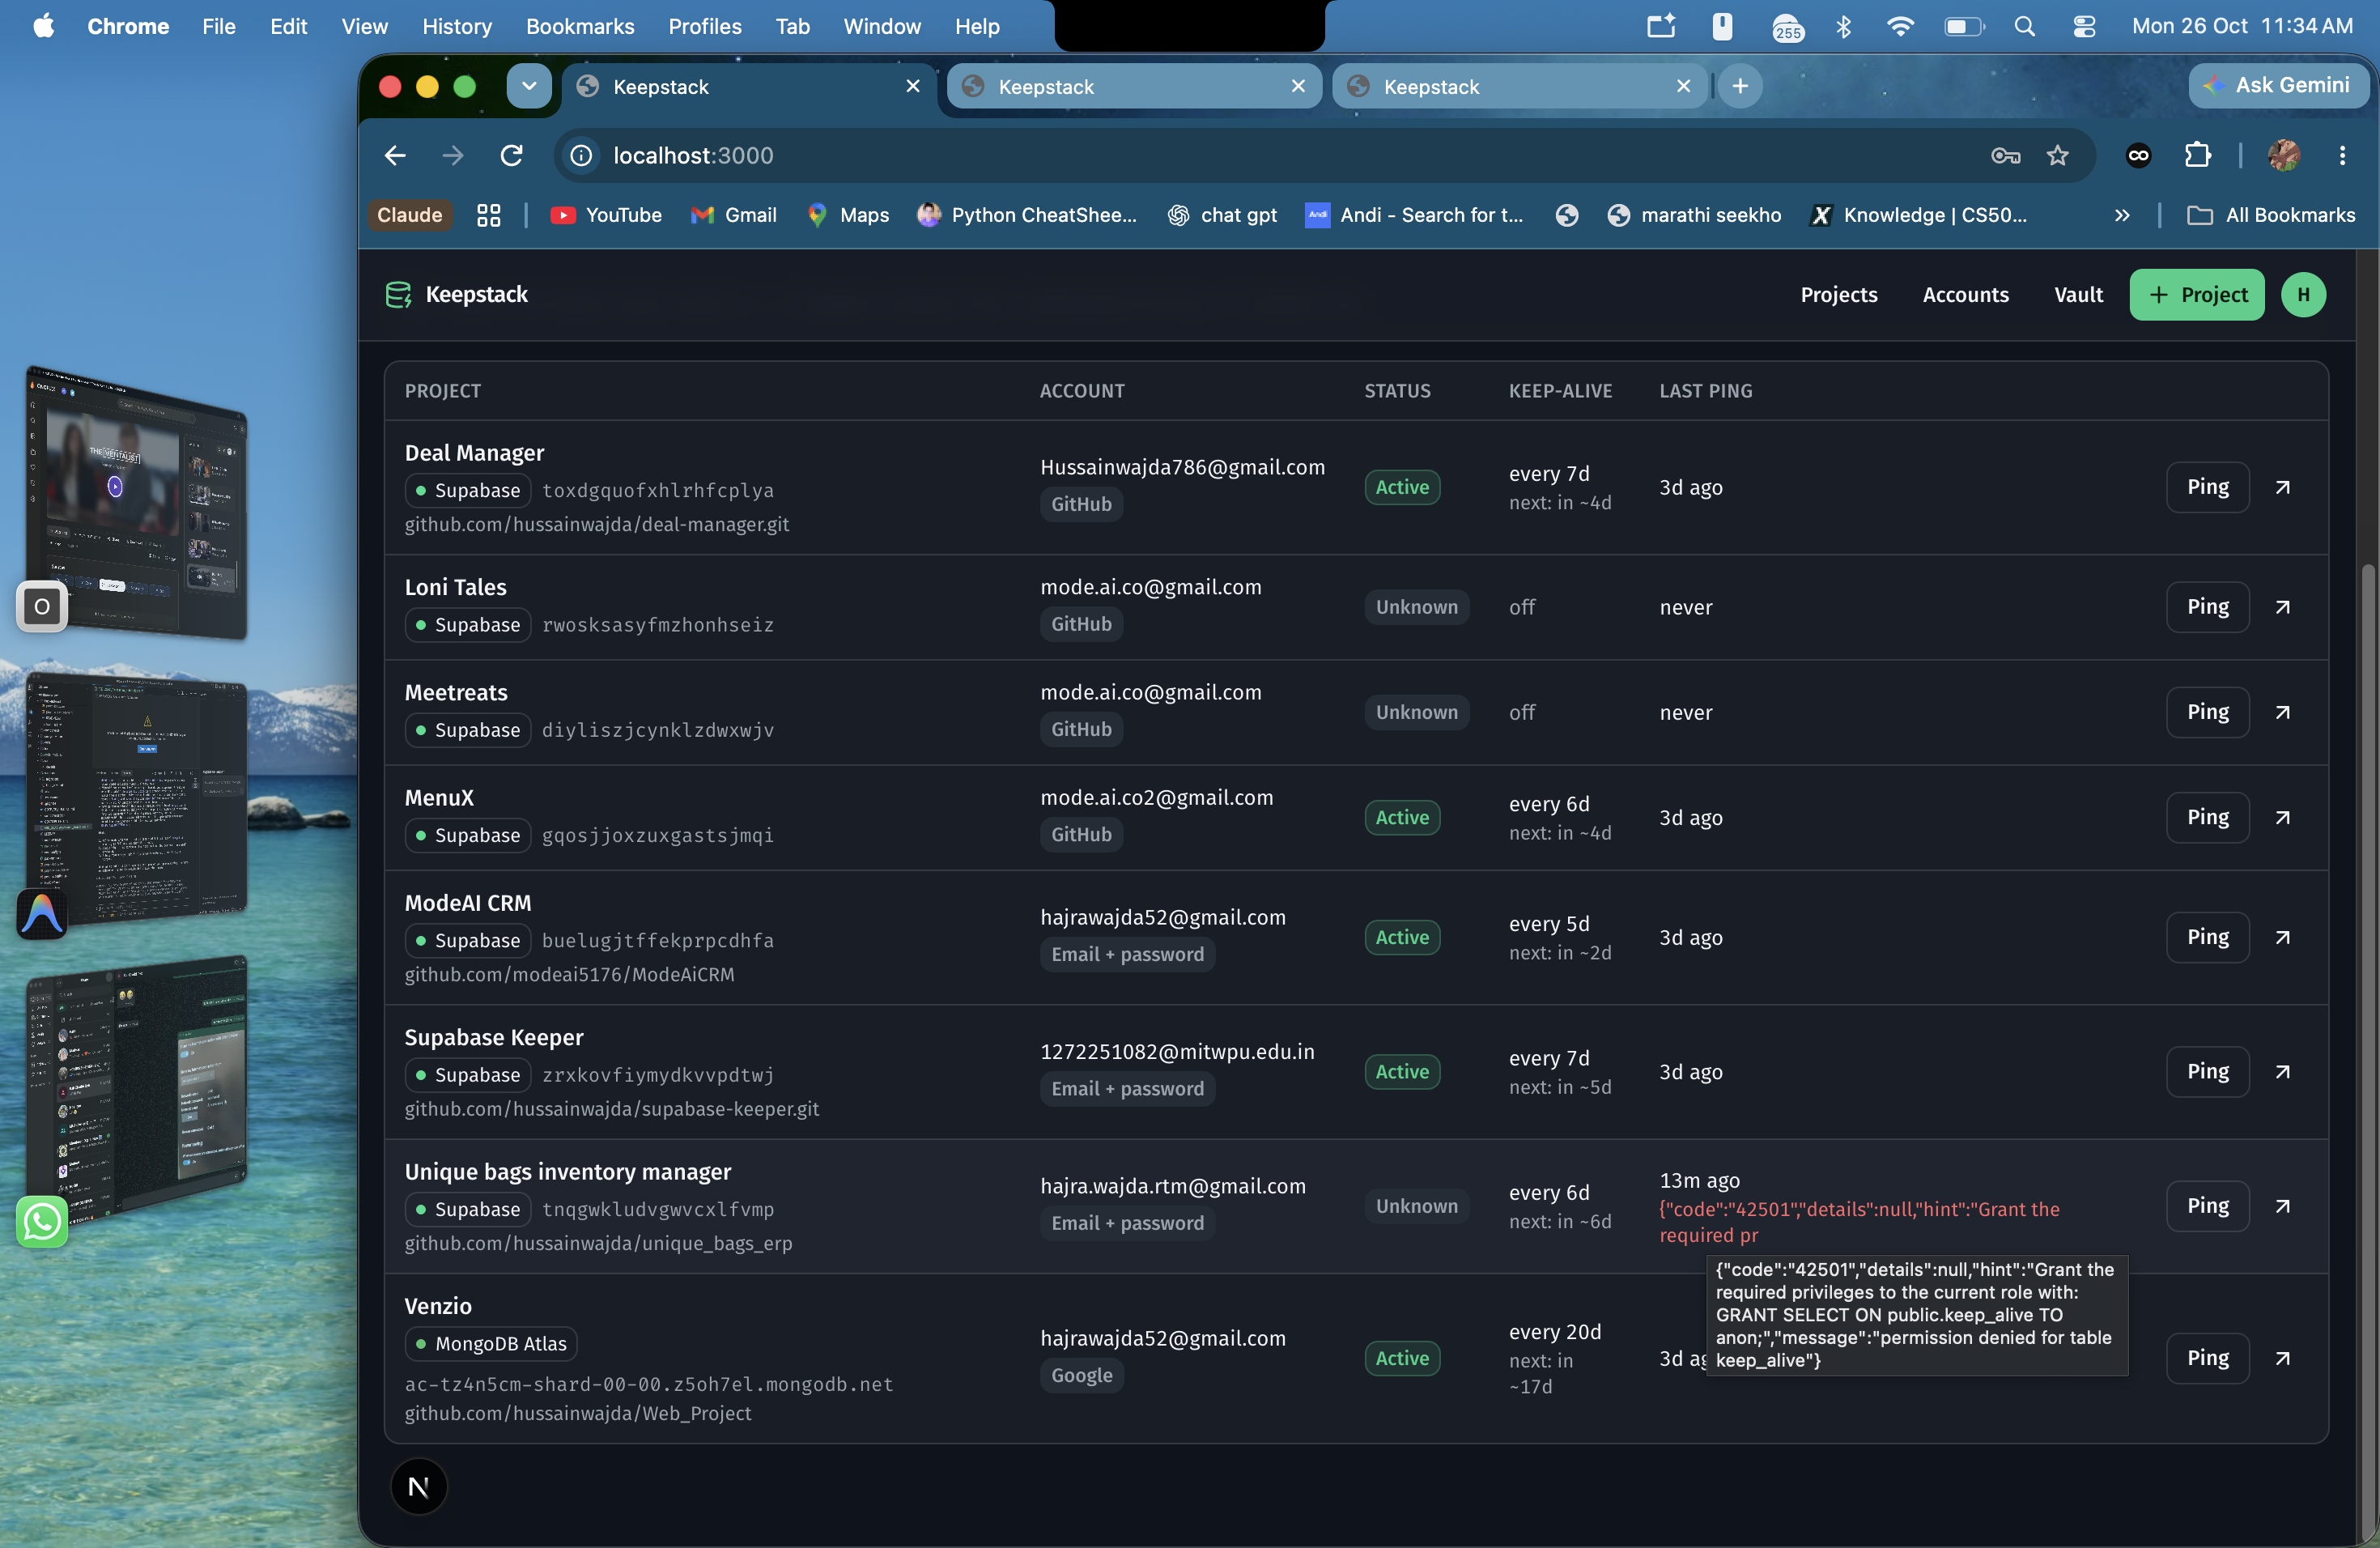 Chrome File Edit View History Bookmarks Profiles Tab Window Help 255 Mon 26 Oct 11:34 AM
Keepstack Keepstack Keepstack Ask Gemini
localhost:3000
Claude YouTube Gmail Maps Python CheatShee... chat gpt Andi - Search for t... marathi seekho Knowledge | CS50... All Bookmarks
Keepstack Projects Accounts Vault + Project H
PROJECT ACCOUNT STATUS KEEP-ALIVE LAST PING
Deal Manager
Supabase toxdgquofxhlrhfcplya
github.com/hussainwajda/deal-manager.git
Hussainwajda786@gmail.com
GitHub
Active
every 7d
next: in ~4d
3d ago
Ping
Loni Tales
Supabase rwosksasyfmzhonhseiz
mode.ai.co@gmail.com
GitHub
Unknown
off
never
Ping
Meetreats
Supabase diyliszjcynklzdwxwjv
mode.ai.co@gmail.com
GitHub
Unknown
off
never
Ping
MenuX
Supabase gqosjjoxzuxgastsjmqi
mode.ai.co2@gmail.com
GitHub
Active
every 6d
next: in ~4d
3d ago
Ping
ModeAI CRM
Supabase buelugjtffekprpcdhfa
github.com/modeai5176/ModeAiCRM
hajrawajda52@gmail.com
Email + password
Active
every 5d
next: in ~2d
3d ago
Ping
Supabase Keeper
Supabase zrxkovfiymydkvvpdtwj
github.com/hussainwajda/supabase-keeper.git
1272251082@mitwpu.edu.in
Email + password
Active
every 7d
next: in ~5d
3d ago
Ping
Unique bags inventory manager
Supabase tnqgwkludvgwvcxlfvmp
github.com/hussainwajda/unique_bags_erp
hajra.wajda.rtm@gmail.com
Email + password
Unknown
every 6d
next: in ~6d
13m ago
{"code":"42501","details":null,"hint":"Grant the
required pr
Ping
{"code":"42501","details":null,"hint":"Grant the
required privileges to the current role with:
GRANT SELECT ON public.keep_alive TO
anon;","message":"permission denied for table
keep_alive"}
Venzio
MongoDB Atlas
ac-tz4n5cm-shard-00-00.z5oh7el.mongodb.net
github.com/hussainwajda/Web_Project
hajrawajda52@gmail.com
Google
Active
every 20d
next: in
~17d
3d ag
Ping
N
O